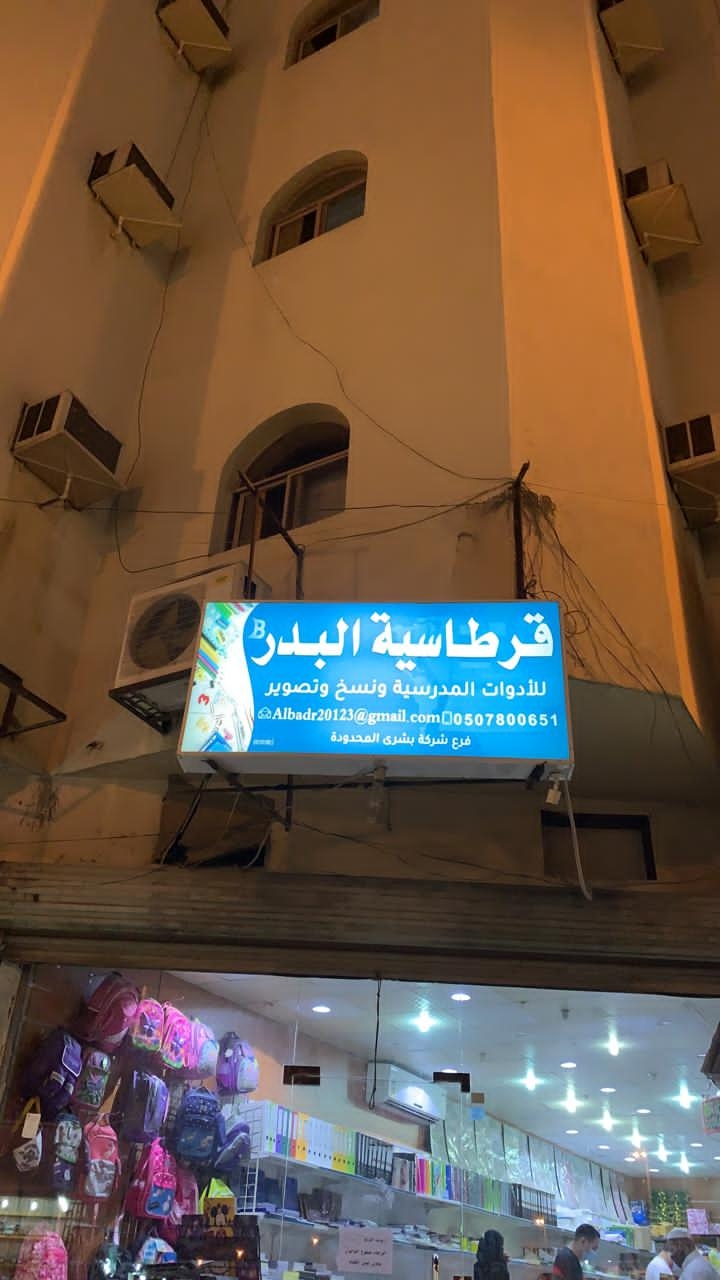 قرطاسية البدر
B
للأدوات المدرسية ونسخ وتصوير
Albadr20123@gmail.com 0507800651
فرع شركة بشرى المحدودة